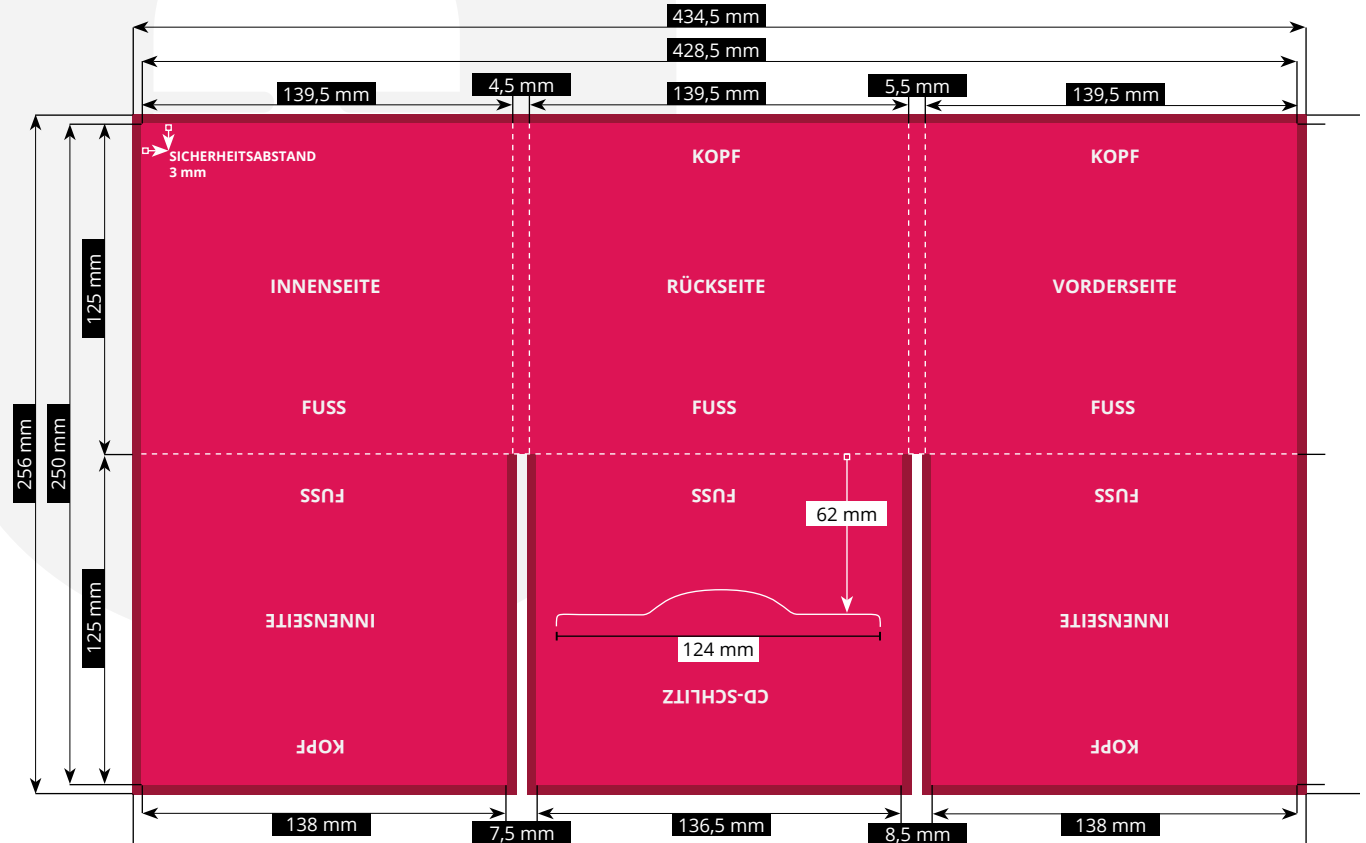 434,5 mm
428,5 mm
139,5 mm
4,5 mm
139,5 mm
5,5 mm
139,5 mm
SICHERHEITSABSTAND
3 mm
KOPF
KOPF
125 mm
INNENSEITE
RÜCKSEITE
VORDERSEITE
FUSS
FUSS
FUSS
256 mm
250 mm
FUSS
FUSS
FUSS
62 mm
125 mm
INNENSEITE
INNENSEITE
124 mm
CD-SCHLITZ
KOPF
KOPF
138 mm
7,5 mm
136,5 mm
8,5 mm
138 mm